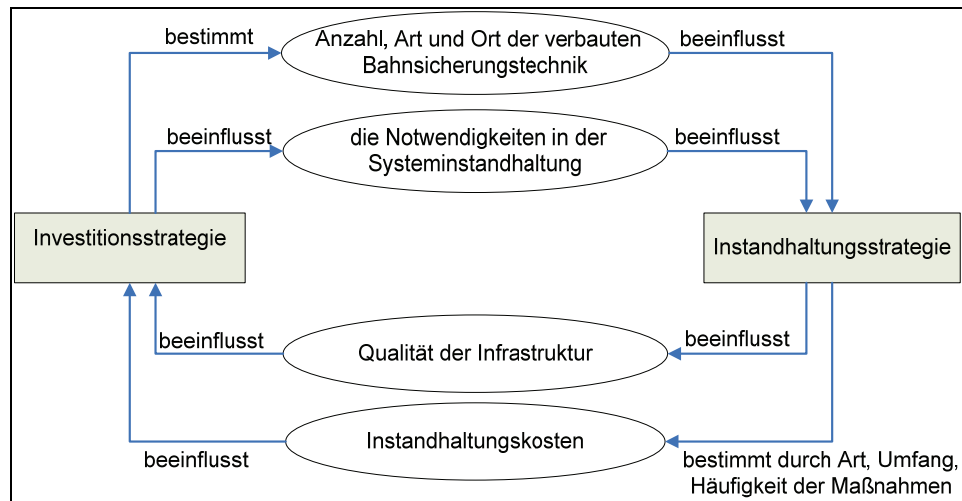 bestimmt
Anzahl, Art und Ort der verbauten
Bahnsicherungstechnik
beeinflusst
beeinflusst
die Notwendigkeiten in der
Systeminstandhaltung
beeinflusst
Investitionsstrategie
Instandhaltungsstrategie
beeinflusst
Qualität der Infrastruktur
beeinflusst
beeinflusst
Instandhaltungskosten
bestimmt durch Art, Umfang,
Häufigkeit der Maßnahmen